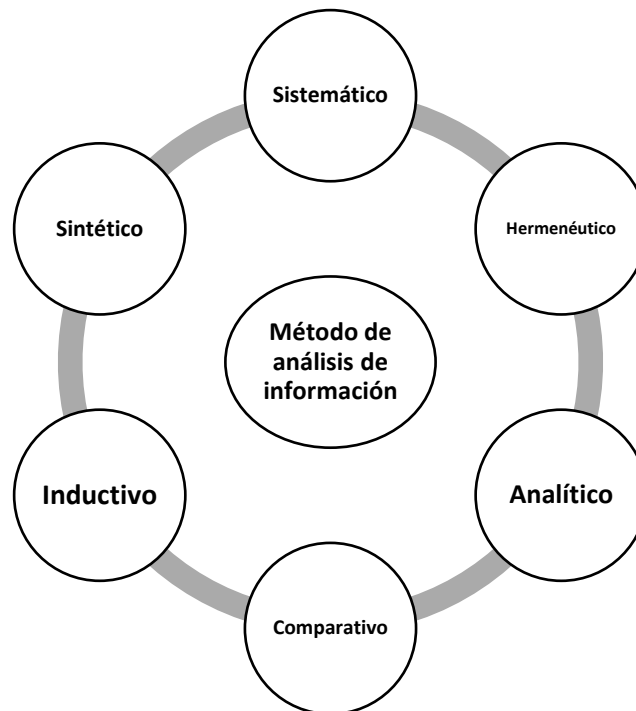 Sistemático
Sintético
Hermenéutico
Método de
análisis de
información
Inductivo
Analítico
Comparativo